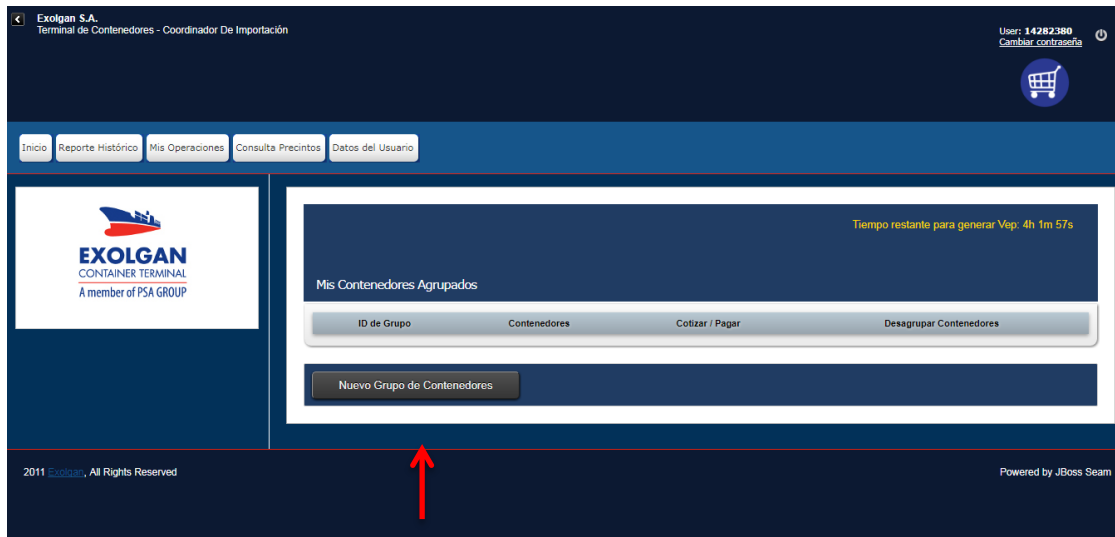 Exolgan S.A.
Terminal de Contenedores - Coordinador De Importación
User: 14282380
Cambiar contraseña
Inicio
Reporte Histórico
Mis Operaciones
Consulta Precintos
Datos del Usuario
EXOLGAN
CONTAINER TERMINAL
A member of PSA GROUP
Tiempo restante para generar Vep: 4h 1m 57s
Mis Contenedores Agrupados
ID de Grupo Contenedores Cotizar / Pagar Desagrupar Contenedores
Nuevo Grupo de Contenedores
2011 Exolgan, All Rights Reserved
Powered by JBoss Seam